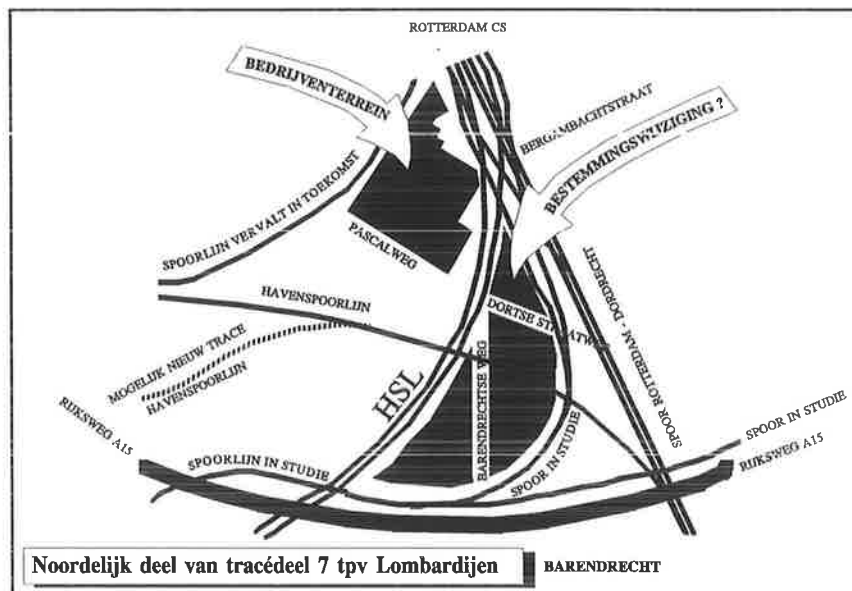 ROTTERDAM CS
BEDRIJVENTERREIN
BERGAMBACHTSTRAAT
BESTEMMINGSWIJZIGING ?
SPOORLIJN VERVALT IN TOEKOMST
PASCALWEG
HAVENSPOORLIJN
DORTSE STRAATWEG
MOGELIJK NIEUW TRACE
HAVENSPOORLIJN
SPOOR ROTTERDAM - DORDRECHT
HSL
BARENDRECHTSE WEG
RIJKSWEG A15
SPOORLIJN IN STUDIE
SPOOR IN STUDIE
SPOOR IN STUDIE
RIJKSWEG A15
Noordelijk deel van tracédeel 7 tpv Lombardijen
BARENDRECHT